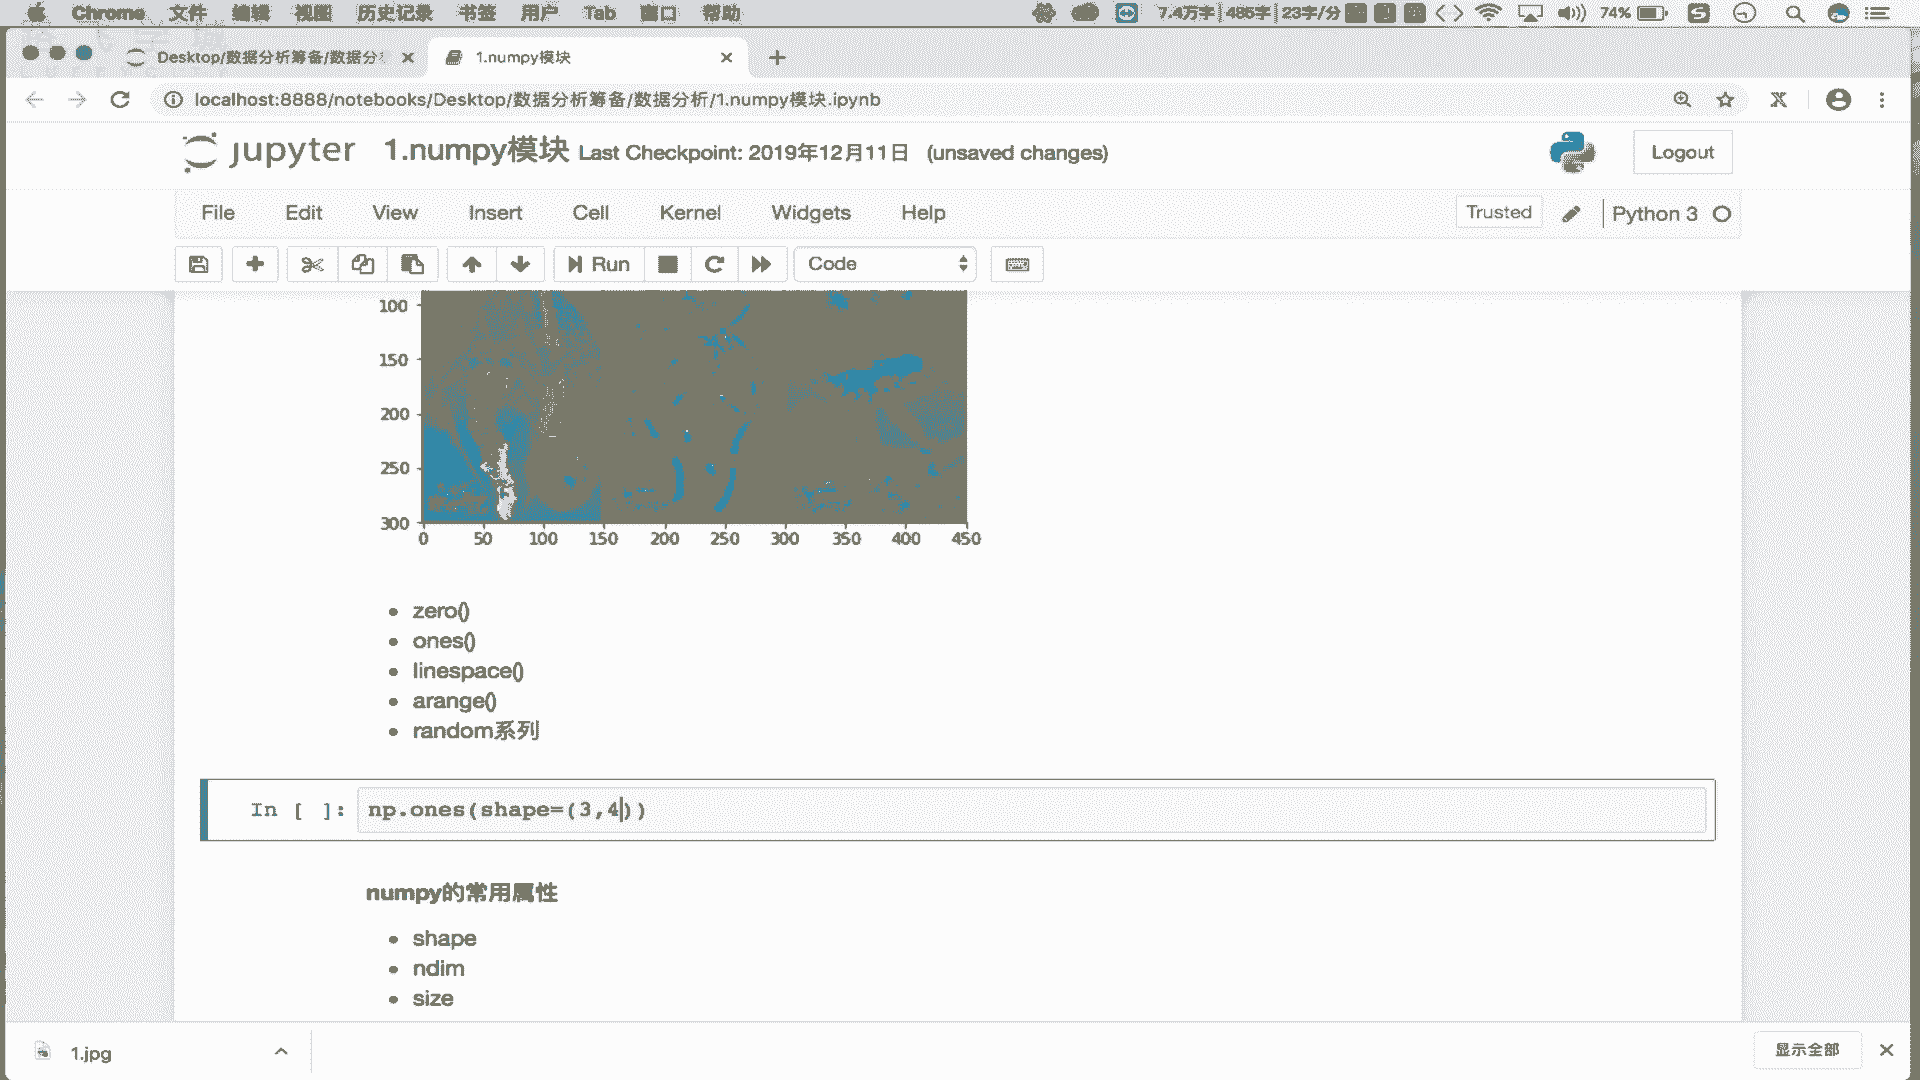 Chrome 文件 编辑 视图 历史记录 书签 用户 Tab 窗口 帮助 7.4万字 485字 23字/分 74%
Desktop/数据分析筹备/数据分 1.numpy模块
localhost:8888/notebooks/Desktop/数据分析筹备/数据分析/1.numpy模块.ipynb
jupyter 1.numpy模块 Last Checkpoint: 2019年12月11日 (unsaved changes) Logout
File Edit View Insert Cell Kernel Widgets Help Trusted Python 3
Run Code
100
150
200
250
300
0 50 100 150 200 250 300 350 400 450
zero()
ones()
linespace()
arange()
random系列
In [ ]: np.ones(shape=(3,4))
numpy的常用属性
shape
ndim
size
1.jpg 显示全部